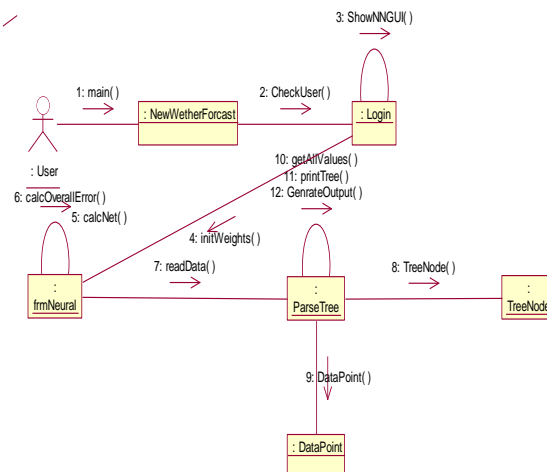 3: ShowNNGUI( )
1: main( )
2: CheckUser( )
: NewWetherForcast
: Login
: User
10: getAllValues( )
11: printTree( )
12: GenrateOutput( )
6: calcOverallError( )
5: calcNet( )
4: initWeights( )
7: readData( )
8: TreeNode( )
:
frmNeural
:
ParseTree
:
TreeNode
9: DataPoint( )
: DataPoint